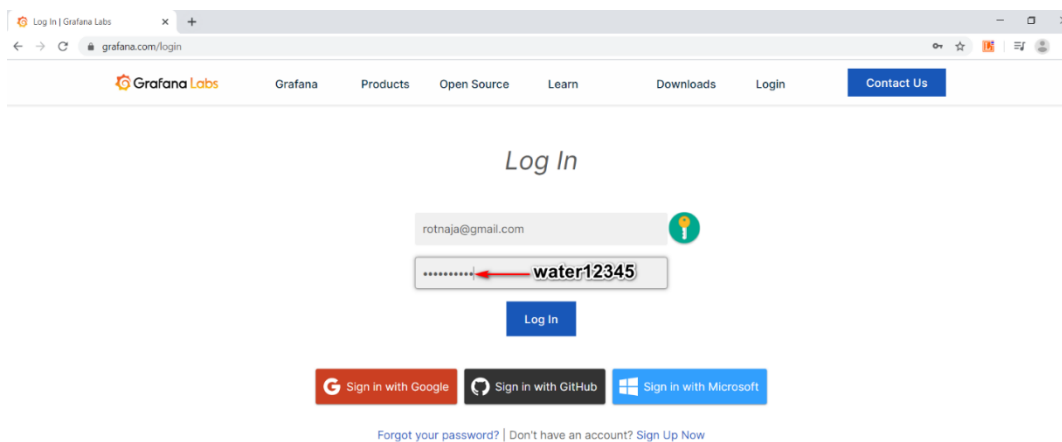 Log In | Grafana Labs
grafana.com/login
Grafana Labs Grafana Products Open Source Learn Downloads Login Contact Us
Log In
rotnaja@gmail.com
•••••••••• water12345
Log In
Sign in with Google Sign in with GitHub Sign in with Microsoft
Forgot your password? | Don't have an account? Sign Up Now